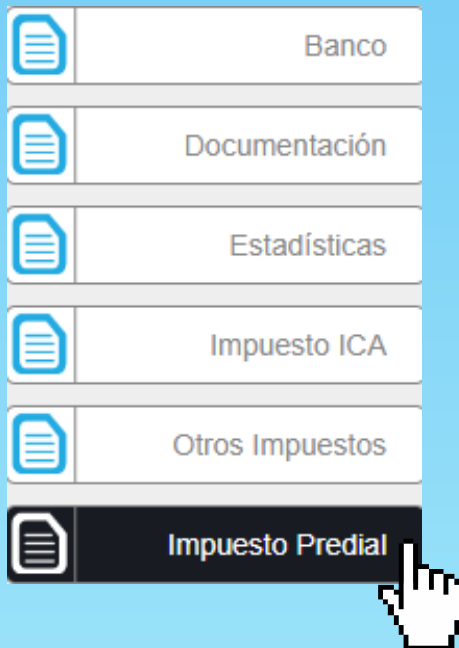 Banco
Documentación
Estadísticas
Impuesto ICA
Otros Impuestos
Impuesto Predial